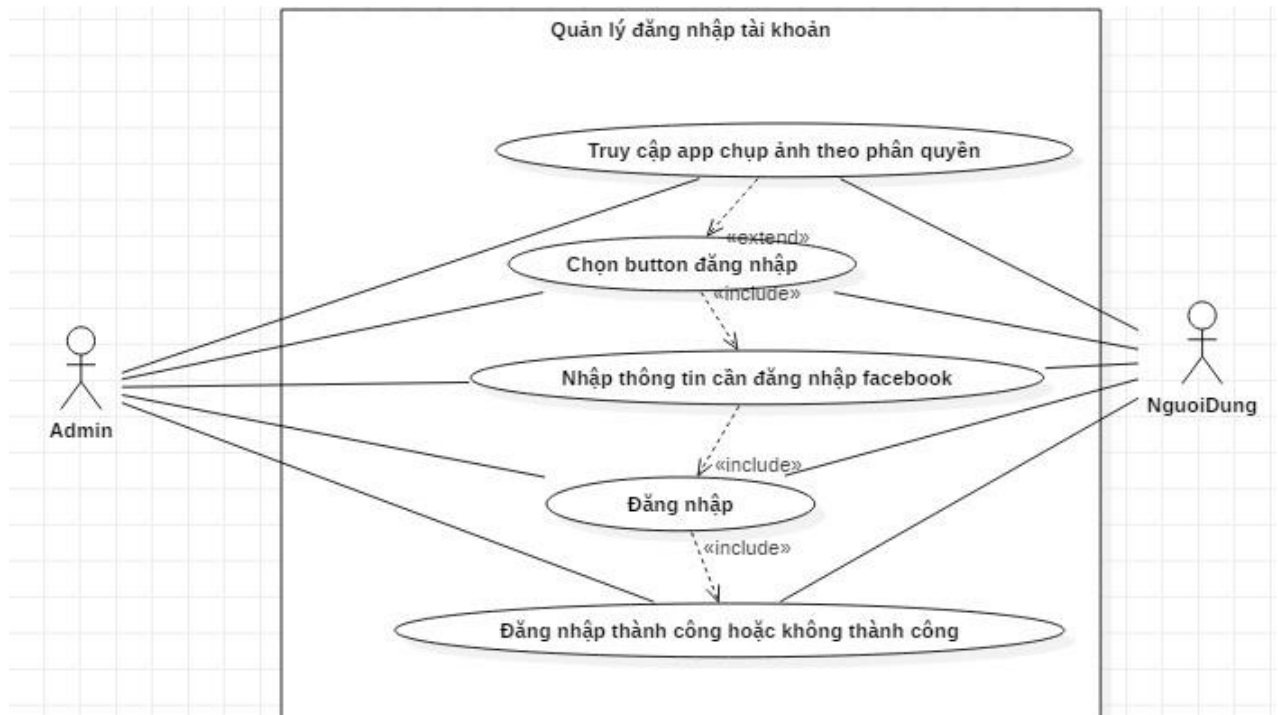 Quản lý đăng nhập tài khoản
Truy cập app chụp ảnh theo phân quyền
«extend»
Chọn button đăng nhập
«include»
Nhập thông tin cần đăng nhập facebook
Admin
NguoiDung
«include»
Đăng nhập
«include»
Đăng nhập thành công hoặc không thành công